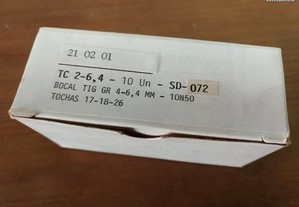 21 02 01
TC 2-6,4 - 10 Un - SD-072
BOCAL TIG GR 4-6,4 MM - 10N50
TOCHAS 17-18-26